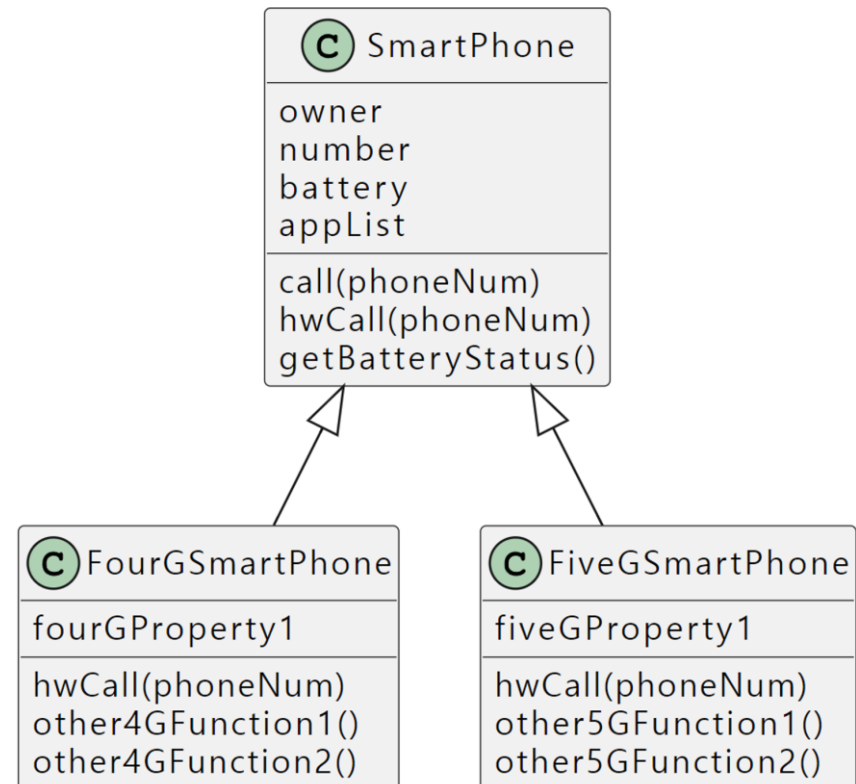 C SmartPhone
owner
number
battery
appList
call(phoneNum)
hwCall(phoneNum)
getBatteryStatus()
C FourGSmartPhone
fourGProperty1
hwCall(phoneNum)
other4GFunction1()
other4GFunction2()
C FiveGSmartPhone
fiveGProperty1
hwCall(phoneNum)
other5GFunction1()
other5GFunction2()